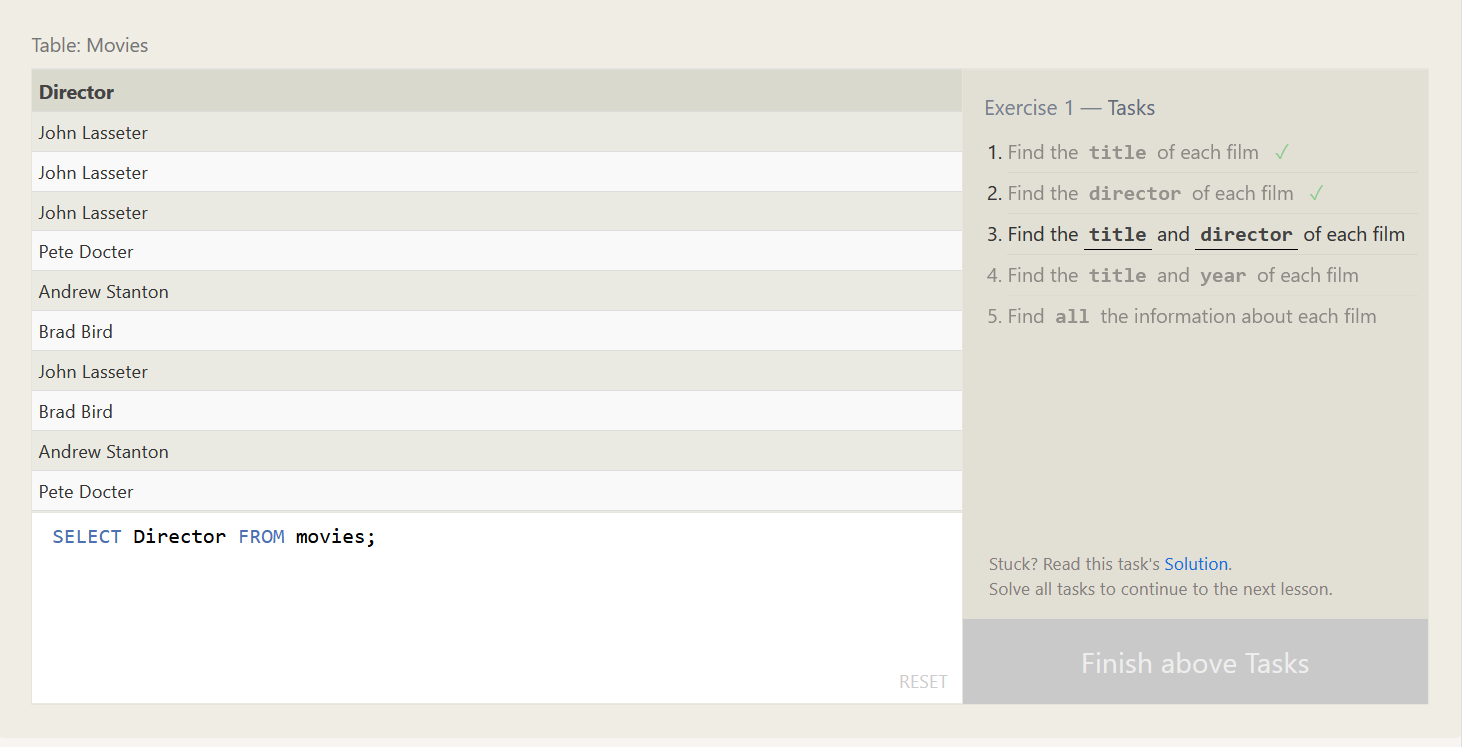 Table: Movies
Director
John Lasseter
John Lasseter
John Lasseter
Pete Docter
Andrew Stanton
Brad Bird
John Lasseter
Brad Bird
Andrew Stanton
Pete Docter
SELECT Director FROM movies;
RESET
Exercise 1 — Tasks
1. Find the title of each film ✓
2. Find the director of each film ✓
3. Find the title and director of each film
4. Find the title and year of each film
5. Find all the information about each film
Stuck? Read this task's Solution.
Solve all tasks to continue to the next lesson.
Finish above Tasks